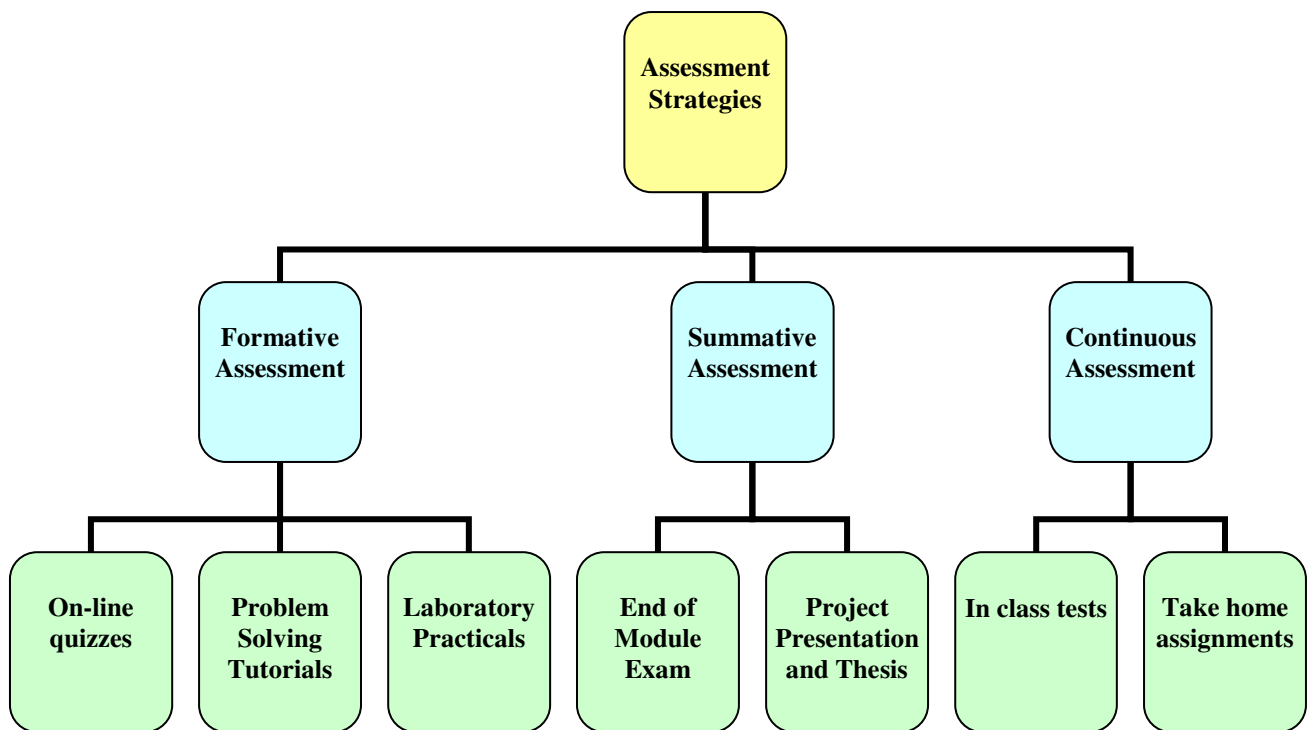 Assessment
Strategies
Formative
Assessment
Summative
Assessment
Continuous
Assessment
On-line
quizzes
Problem
Solving
Tutorials
Laboratory
Practicals
End of
Module
Exam
Project
Presentation
and Thesis
In class tests
Take home
assignments